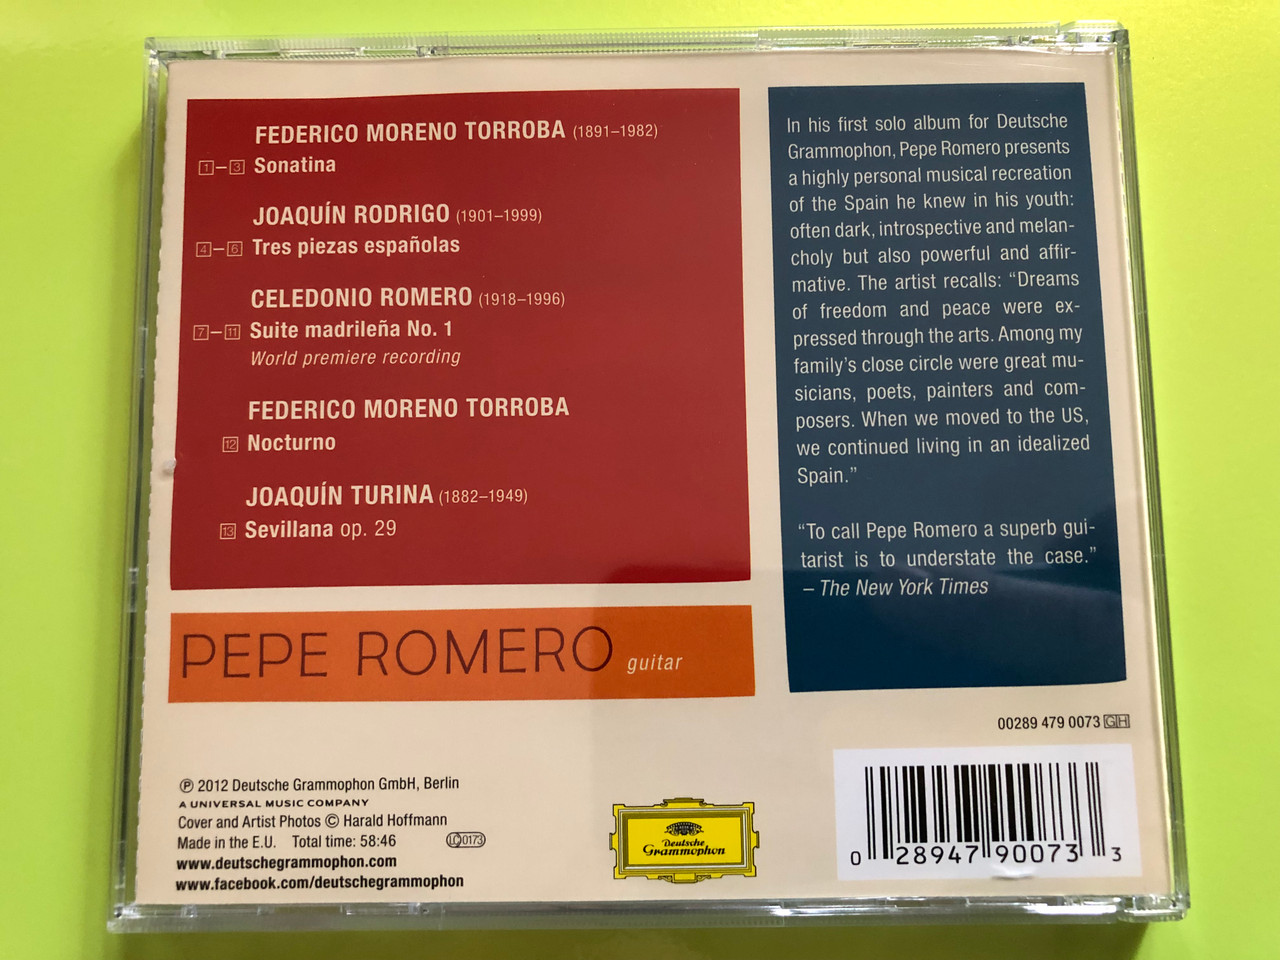 FEDERICO MORENO TORROBA (1891–1982)
1–3 Sonatina
JOAQUÍN RODRIGO (1901–1999)
4–6 Tres piezas españolas
CELEDONIO ROMERO (1918–1996)
7–11 Suite madrileña No. 1
World premiere recording
FEDERICO MORENO TORROBA
12 Nocturno
JOAQUÍN TURINA (1882–1949)
13 Sevillana op. 29
PEPE ROMERO guitar
In his first solo album for Deutsche
Grammophon, Pepe Romero presents
a highly personal musical recreation
of the Spain he knew in his youth:
often dark, introspective and melan-
choly but also powerful and affir-
mative. The artist recalls: “Dreams
of freedom and peace were ex-
pressed through the arts. Among my
family’s close circle were great mu-
sicians, poets, painters and com-
posers. When we moved to the US,
we continued living in an idealized
Spain.”
“To call Pepe Romero a superb gui-
tarist is to understate the case.”
– The New York Times
00289 479 0073 GH
℗ 2012 Deutsche Grammophon GmbH, Berlin
A UNIVERSAL MUSIC COMPANY
Cover and Artist Photos © Harald Hoffmann
Made in the E.U. Total time: 58:46 LC 0173
www.deutschegrammophon.com
www.facebook.com/deutschegrammophon
Deutsche
Grammophon
0 28947 90073 3